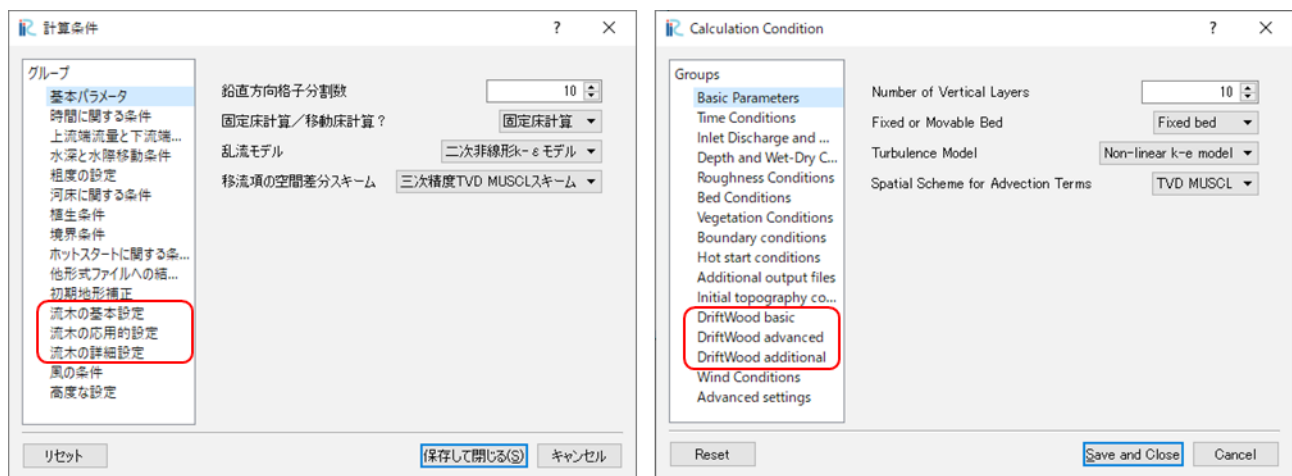 計算条件
グループ
基本パラメータ
時間に関する条件
上流端流量と下流端...
水深と水際移動条件
粗度の設定
河床に関する条件
植生条件
境界条件
ホットスタートに関する条...
他形式ファイルへの結...
初期地形補正
流木の基本設定
流木の応用的設定
流木の詳細設定
風の条件
高度な設定
鉛直方向格子分割数 10
固定床計算／移動床計算？ 固定床計算
乱流モデル 二次非線形k-εモデル
移流項の空間差分スキーム 三次精度TVD MUSCLスキーム
リセット 保存して閉じる(S) キャンセル
Calculation Condition
Groups
Basic Parameters
Time Conditions
Inlet Discharge and ...
Depth and Wet-Dry C...
Roughness Conditions
Bed Conditions
Vegetation Conditions
Boundary conditions
Hot start conditions
Additional output files
Initial topography co...
DriftWood basic
DriftWood advanced
DriftWood additional
Wind Conditions
Advanced settings
Number of Vertical Layers 10
Fixed or Movable Bed Fixed bed
Turbulence Model Non-linear k-e model
Spatial Scheme for Advection Terms TVD MUSCL
Reset Save and Close Cancel